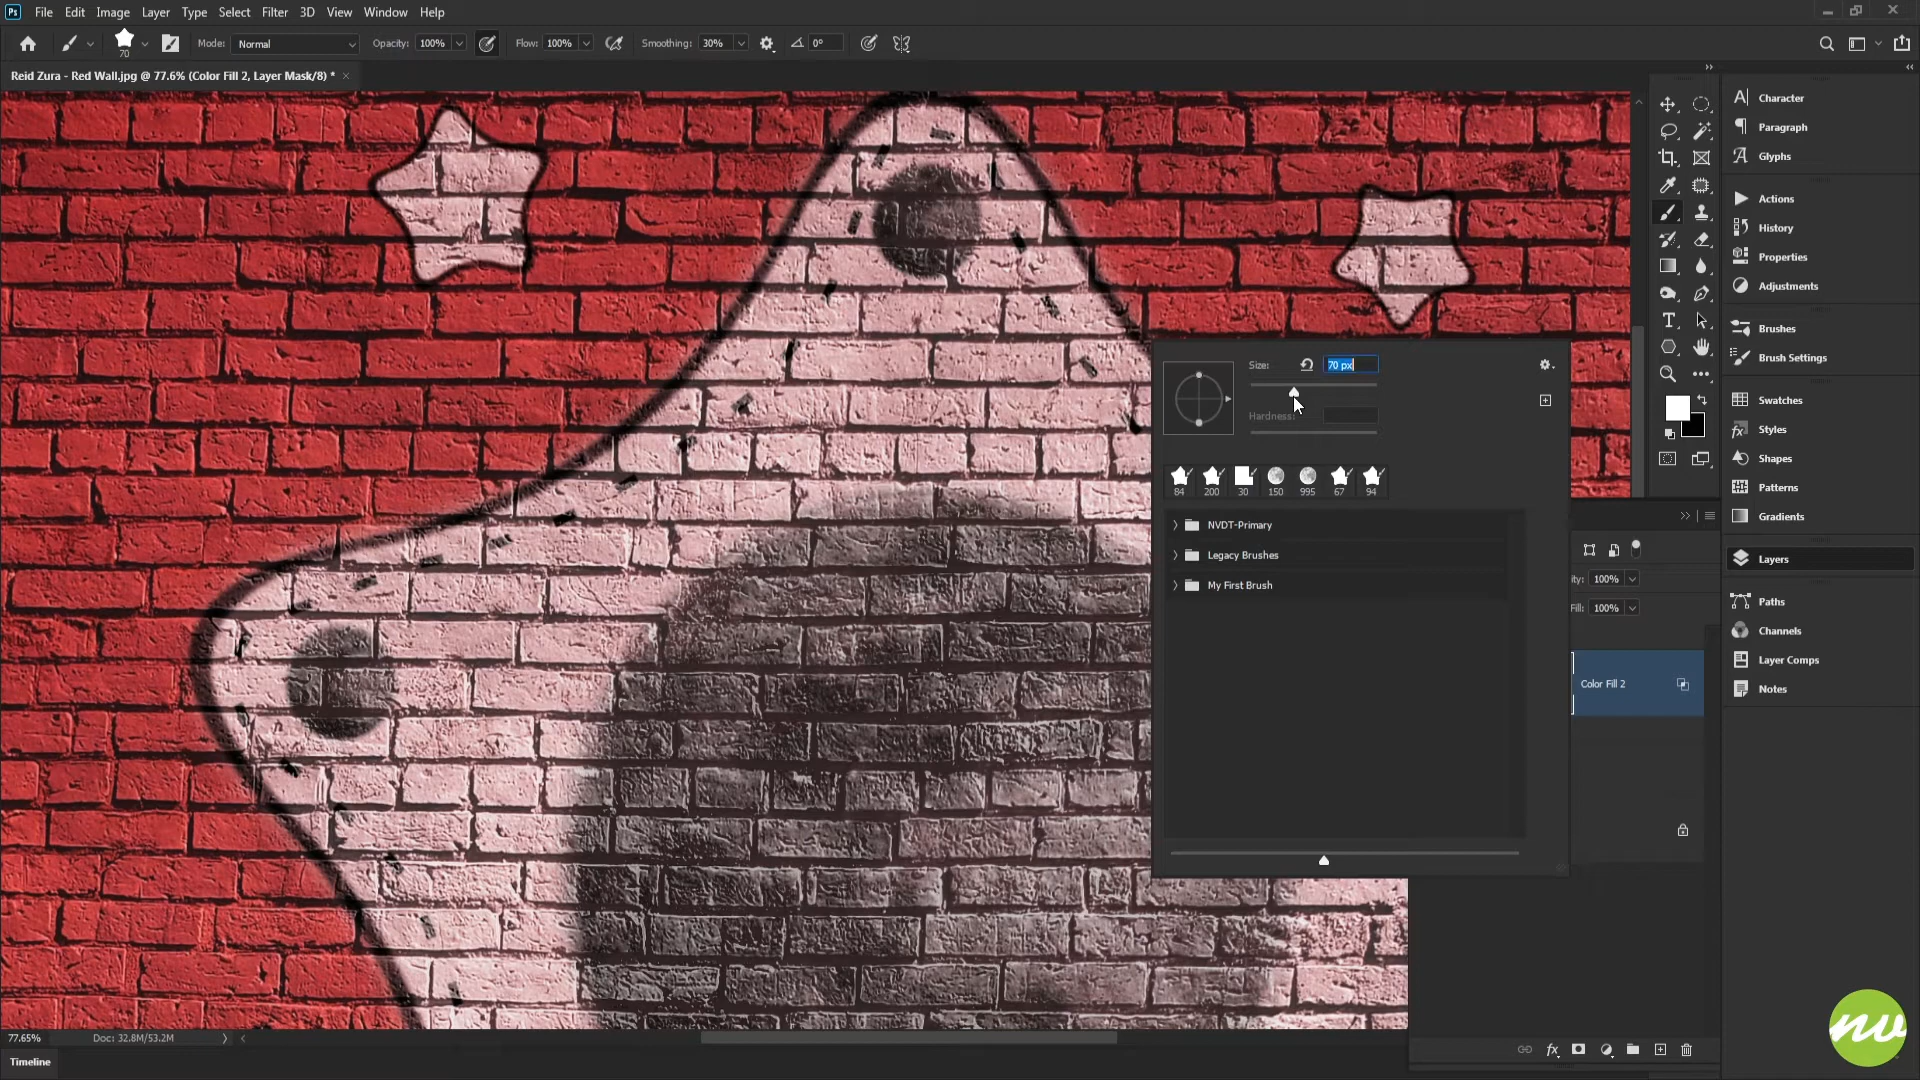 Ps File Edit Image Layer Type Select Filter 3D View Window Help
70 Mode: Normal Opacity: 100% Flow: 100% Smoothing: 30% 0°
Reid Zura - Red Wall.jpg @ 77.6% (Color Fill 2, Layer Mask/8) *
Character
Paragraph
Glyphs
Actions
History
Properties
Adjustments
Brushes
Brush Settings
Swatches
Styles
Shapes
Patterns
Gradients
Layers
Paths
Channels
Layer Comps
Notes
Size: 70 px
Hardness:
84 200 30 150 995 67 94
NVDT-Primary
Legacy Brushes
My First Brush
ity: 100%
Fill: 100%
Color Fill 2
77.65% Doc: 32.8M/53.2M
Timeline
nv